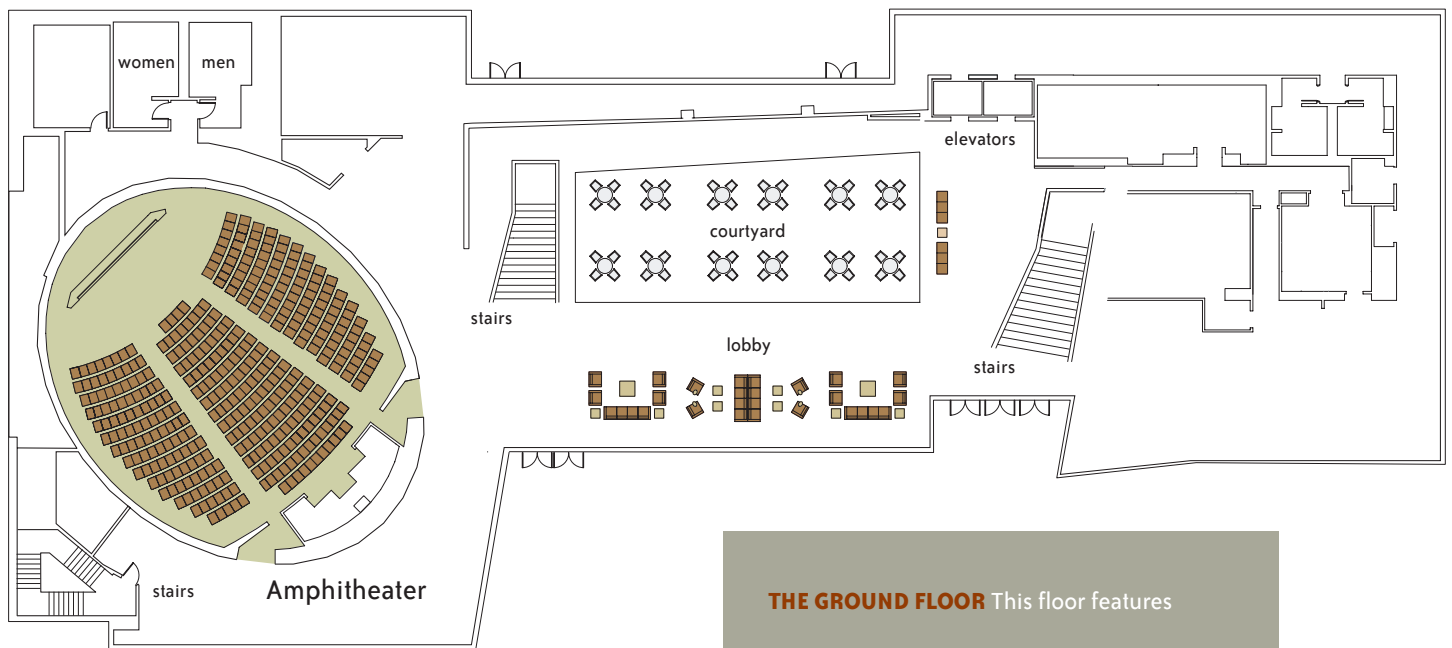 women
men
elevators
courtyard
stairs
lobby
stairs
stairs
Amphitheater
THE GROUND FLOOR This floor features